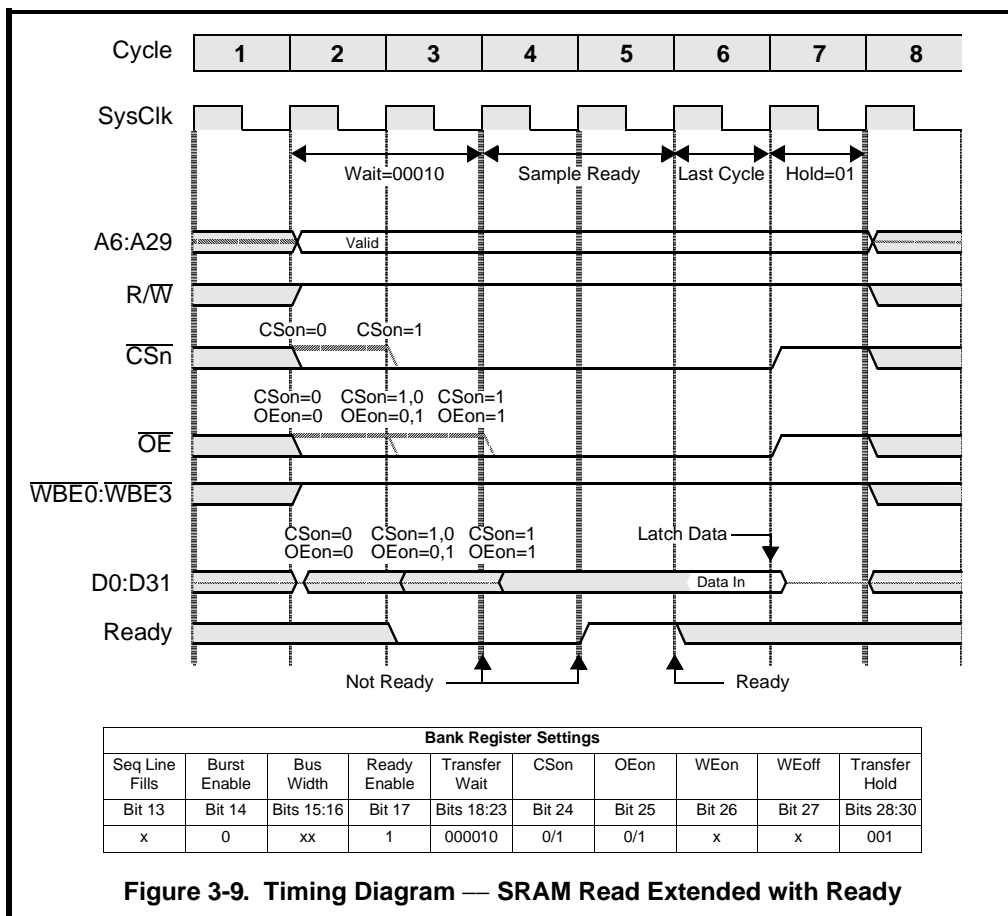 Cycle 1 2 3 4 5 6 7 8
SysClk
Wait=00010 Sample Ready Last Cycle Hold=01
A6:A29 Valid
R/W̅
CSon=0 CSon=1
C̅S̅n̅
CSon=0 CSon=1,0 CSon=1
OEon=0 OEon=0,1 OEon=1
O̅E̅
W̅B̅E̅0̅:W̅B̅E̅3̅
CSon=0 CSon=1,0 CSon=1 Latch Data
OEon=0 OEon=0,1 OEon=1
D0:D31 Data In
Ready
Not Ready Ready
Bank Register Settings
Seq Line Fills Burst Enable Bus Width Ready Enable Transfer Wait CSon OEon WEon WEoff Transfer Hold
Bit 13 Bit 14 Bits 15:16 Bit 17 Bits 18:23 Bit 24 Bit 25 Bit 26 Bit 27 Bits 28:30
x 0 xx 1 000010 0/1 0/1 x x 001
Figure 3-9. Timing Diagram — SRAM Read Extended with Ready